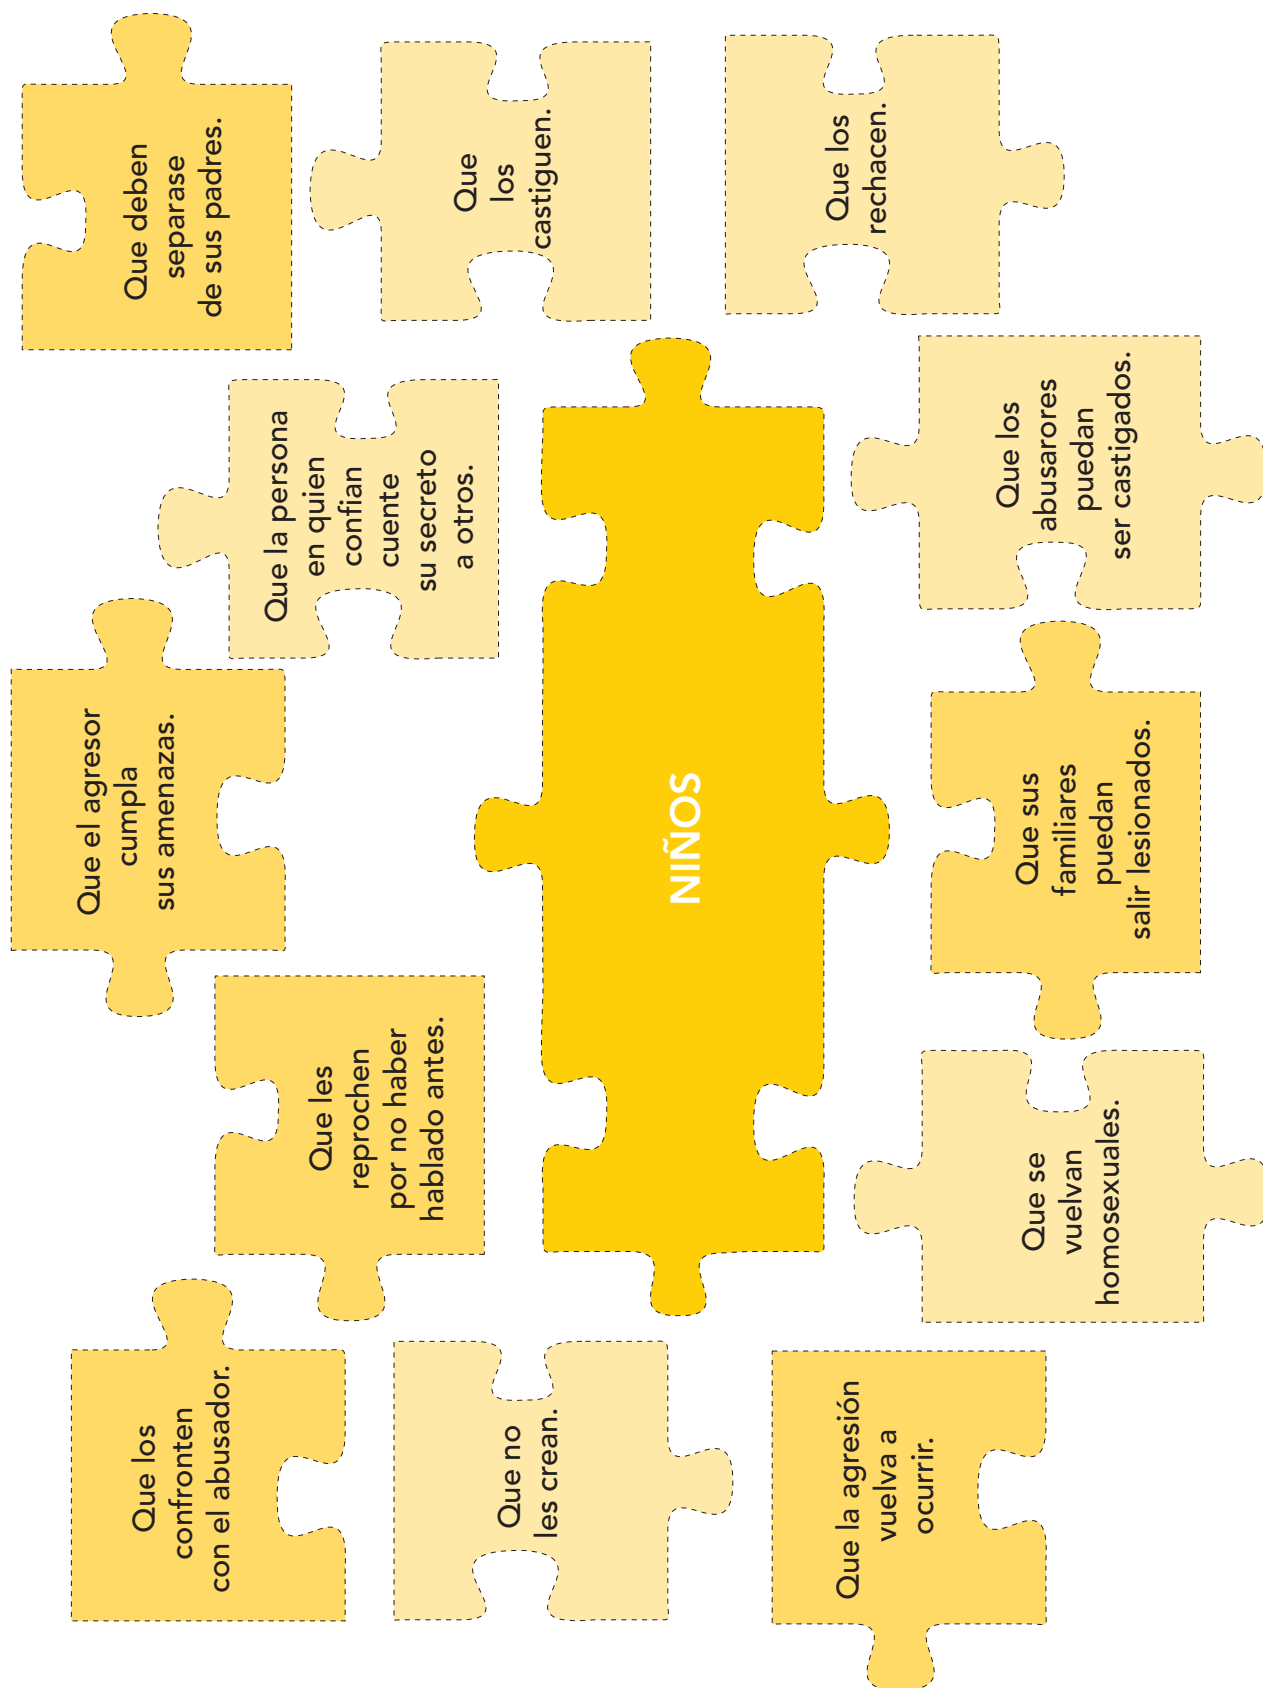 Que los
confronten
con el abusador.
Que el agresor
cumpla
sus amenazas.
Que deben
separase
de sus padres.
Que les
reprochen
por no haber
hablado antes.
Que la persona
en quien
confian
cuente
su secreto
a otros.
Que no
les crean.
Que
los
castiguen.
NIÑOS
Que la agresión
vuelva a
ocurrir.
Que los
rechacen.
Que se
vuelvan
homosexuales.
Que sus
familiares
puedan
salir lesionados.
Que los
abusarores
puedan
ser castigados.